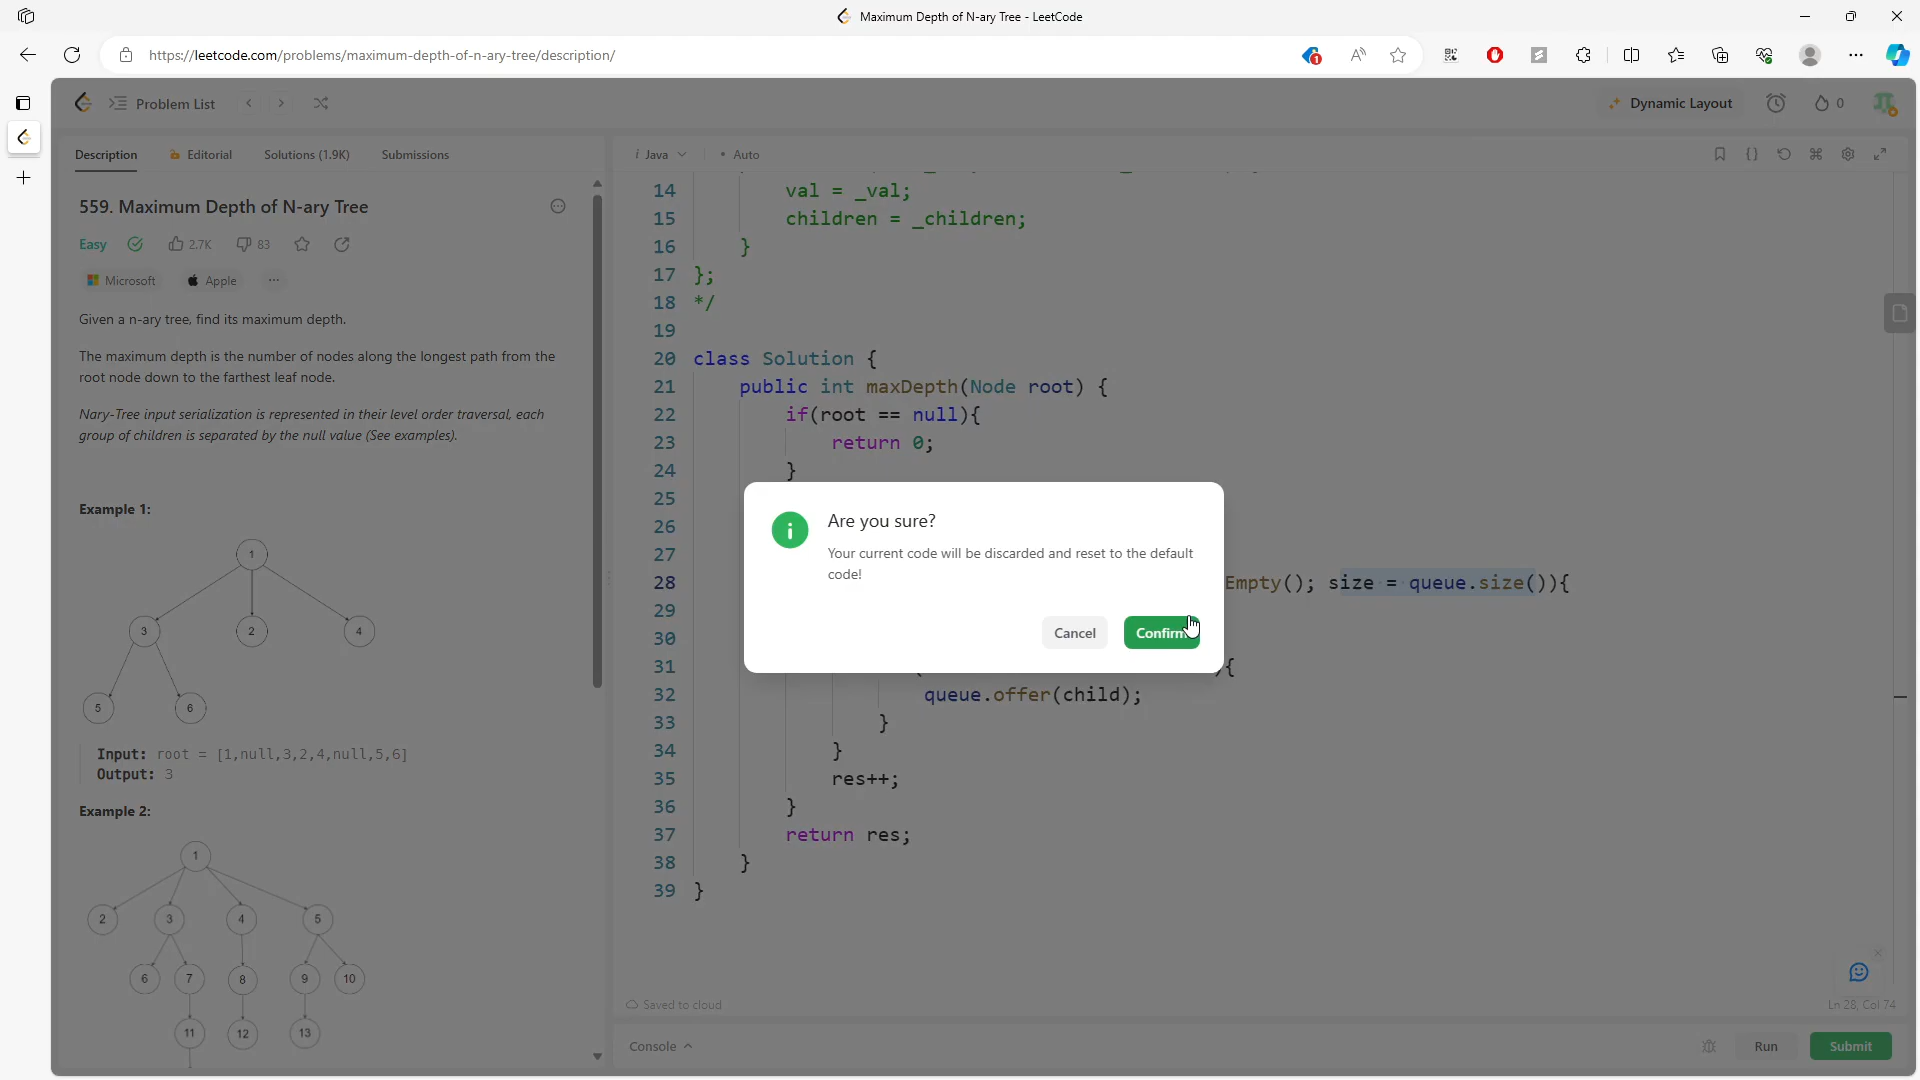 Maximum Depth of N-ary Tree - LeetCode
https://leetcode.com/problems/maximum-depth-of-n-ary-tree/description/
1
Problem List
Dynamic Layout
0
Description
Editorial
Solutions (1.9K)
Submissions
Java
• Auto
559. Maximum Depth of N-ary Tree
Easy
2.7K
83
Microsoft
Apple
Given a n-ary tree, find its maximum depth.
The maximum depth is the number of nodes along the longest path from the
root node down to the farthest leaf node.
Nary-Tree input serialization is represented in their level order traversal, each
group of children is separated by the null value (See examples).
Example 1:
1
3 2 4
5 6
Input: root = [1,null,3,2,4,null,5,6]
Output: 3
Example 2:
1
2 3 4 5
6 7 8 9 10
11 12 13
14 val = _val;
15 children = _children;
16 }
17 };
18 */
19
20 class Solution {
21 public int maxDepth(Node root) {
22 if(root == null){
23 return 0;
24 }
25
26
27
28 Empty(); size = queue.size()){
29
30
31 {
32 queue.offer(child);
33 }
34 }
35 res++;
36 }
37 return res;
38 }
39 }
Are you sure?
Your current code will be discarded and reset to the default
code!
Cancel
Confirm
Saved to cloud
Ln 28, Col 74
Console
Run
Submit